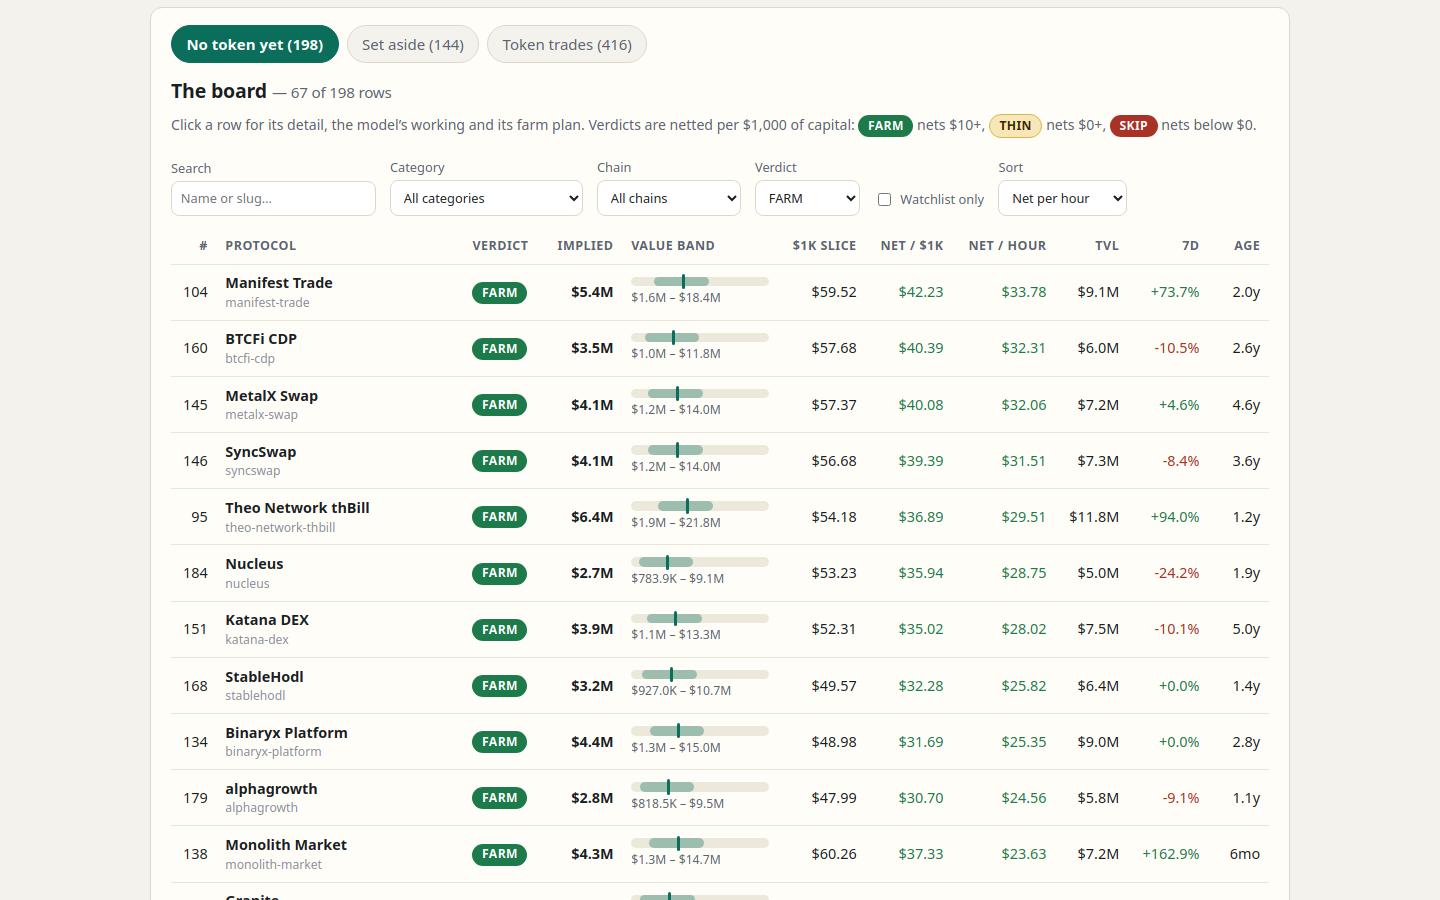 No token yet (198) Set aside (144) Token trades (416)
The board — 67 of 198 rows
Click a row for its detail, the model's working and its farm plan. Verdicts are netted per $1,000 of capital: FARM nets $10+, THIN nets $0+, SKIP nets below $0.
Search Category Chain Verdict Sort
Name or slug... All categories All chains FARM Watchlist only Net per hour
# PROTOCOL VERDICT IMPLIED VALUE BAND $1K SLICE NET / $1K NET / HOUR TVL 7D AGE
104 Manifest Trade FARM $5.4M $59.52 $42.23 $33.78 $9.1M +73.7% 2.0y
manifest-trade $1.6M – $18.4M
160 BTCFi CDP FARM $3.5M $57.68 $40.39 $32.31 $6.0M -10.5% 2.6y
btcfi-cdp $1.0M – $11.8M
145 MetalX Swap FARM $4.1M $57.37 $40.08 $32.06 $7.2M +4.6% 4.6y
metalx-swap $1.2M – $14.0M
146 SyncSwap FARM $4.1M $56.68 $39.39 $31.51 $7.3M -8.4% 3.6y
syncswap $1.2M – $14.0M
95 Theo Network thBill FARM $6.4M $54.18 $36.89 $29.51 $11.8M +94.0% 1.2y
theo-network-thbill $1.9M – $21.8M
184 Nucleus FARM $2.7M $53.23 $35.94 $28.75 $5.0M -24.2% 1.9y
nucleus $783.9K – $9.1M
151 Katana DEX FARM $3.9M $52.31 $35.02 $28.02 $7.5M -10.1% 5.0y
katana-dex $1.1M – $13.3M
168 StableHodl FARM $3.2M $49.57 $32.28 $25.82 $6.4M +0.0% 1.4y
stablehodl $927.0K – $10.7M
134 Binaryx Platform FARM $4.4M $48.98 $31.69 $25.35 $9.0M +0.0% 2.8y
binaryx-platform $1.3M – $15.0M
179 alphagrowth FARM $2.8M $47.99 $30.70 $24.56 $5.8M -9.1% 1.1y
alphagrowth $818.5K – $9.5M
138 Monolith Market FARM $4.3M $60.26 $37.33 $23.63 $7.2M +162.9% 6mo
monolith-market $1.3M – $14.7M